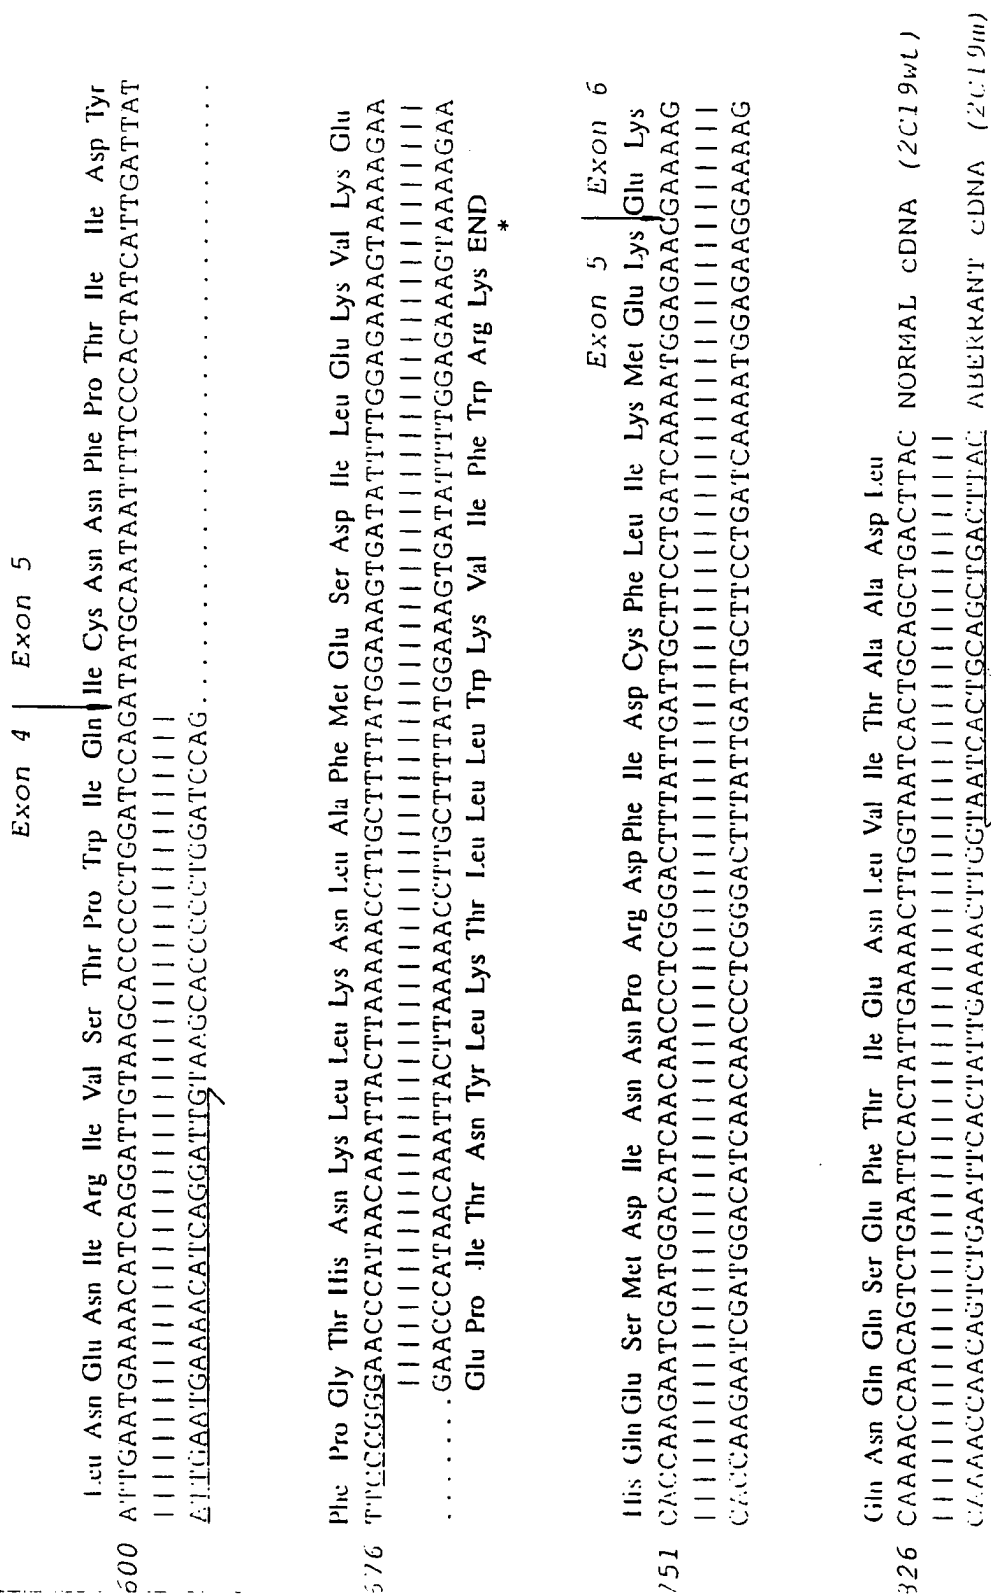 Exon 4 Exon 5
Leu Asn Glu Asn Ile Arg Ile Val Ser Thr Pro Trp Ile Gln Ile Cys Asn Asn Phe Pro Thr Ile Ile Asp Tyr
600 ATTGAATGAAAACATCAGGATTGTAAGCACCCCCTGGATCCAGATATGCAATAATTTTCCCACTATCATTGATTAT
ATTGAATGAAAACATCAGGATTGTAAGCACCCCCTGGATCCAG.................................
Phe Pro Gly Thr His Asn Lys Leu Leu Lys Asn Leu Ala Phe Met Glu Ser Asp Ile Leu Glu Lys Val Lys Glu
676 TTCCCGGGAACCCATAACAAATTACTTAAAAACCTTGCTTTTATGGAAAGTGATATTTTGGAGAAAGTAAAAGAA
.......GAACCCATAACAAATTACTTAAAAACCTTGCTTTATGGAAAGTGATATTTTGGAGAAAGTAAAAGAA
Glu Pro Ile Thr Asn Tyr Leu Lys Thr Leu Leu Leu Trp Lys Val Ile Phe Trp Arg Lys END
*
Exon 5 Exon 6
His Gln Glu Ser Met Asp Ile Asn Asn Pro Arg Asp Phe Ile Asp Cys Phe Leu Ile Lys Met Glu Lys Glu Lys
751 CACCAAGAATCGATGGACATCAACAACCCTCGGGACTTTATTGATTGCTTCCTGATCAAAATGGAGAAGGAAAAG
CACCAAGAATCGATGGACATCAACAACCCTCGGGACTTTATTGATTGCTTCCTGATCAAAATGGAGAAGGAAAAG
Gln Asn Gln Gln Ser Glu Phe Thr Ile Glu Asn Leu Val Ile Thr Ala Ala Asp Leu
826 CAAAACCAACAGTCTGAATTCACTATTGAAAACTTGGTAATCACTGCAGCTGACTTAC NORMAL cDNA (2C19wt)
CAAAACCAACAGTCTGAATTCACTATTGAAAACTTGGTAATCACTGCAGCTGACTTAC ABERRANT cDNA (2C19m)